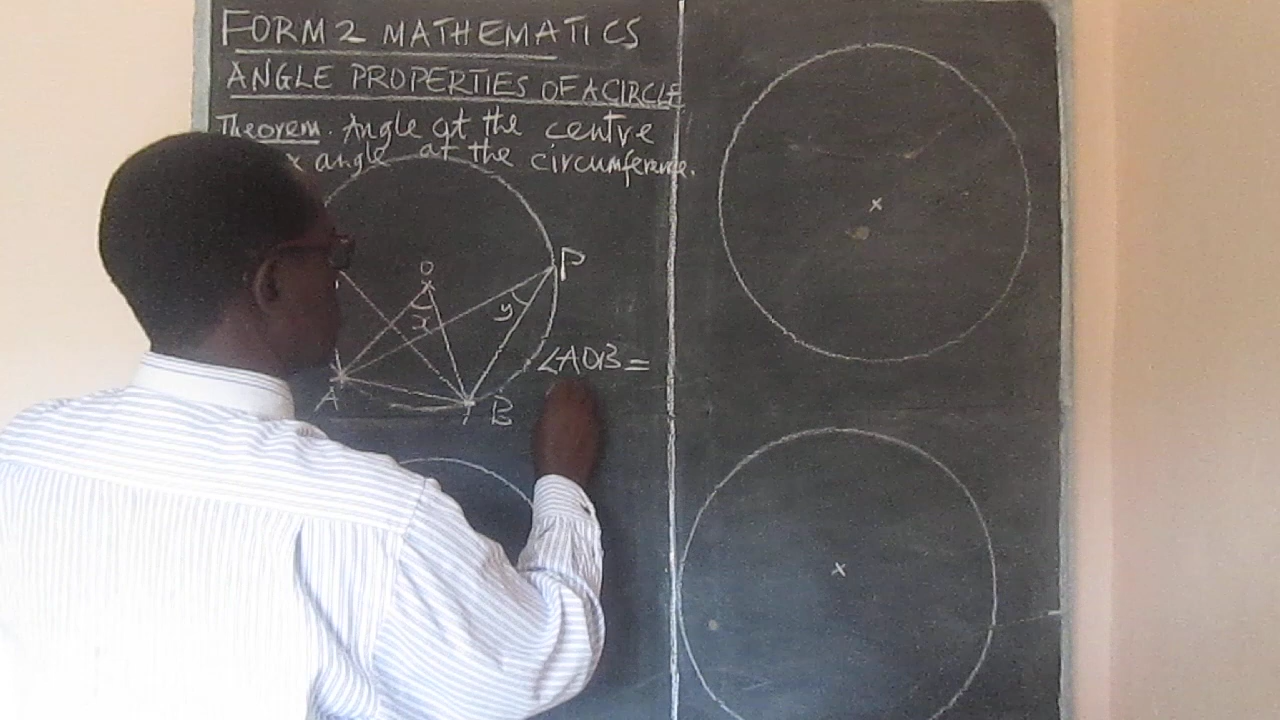 FORM 2 MATHEMATICS
ANGLE PROPERTIES OF A CIRCLE
Theorem. Angle at the centre
x angle at the circumference.
O
P
x
y
∠AOB =
A
B
x
x